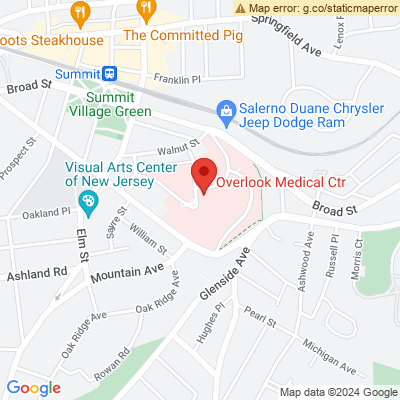 Map error: g.co/staticmaperror
oots Steakhouse
The Committed Pig
Springfield Ave
Lenox R
Summit
Franklin Pl
Broad St
Summit
Village Green
Salerno Duane Chrysler
Jeep Dodge Ram
Prospect St
Walnut St
Visual Arts Center
of New Jersey
Overlook Medical Ctr
Oakland Pl
Sayre St
Elm St
Broad St
William St
Glenside Ave
Ashwood Ave
Russell Pl
Morris Ct
Ashland Rd
Mountain Ave
Oak Ridge Ave
Oak Ridge Ave
Hughes Pl
Pearl St
Rowan Rd
Michigan Ave
Google
Map data ©2024 Google